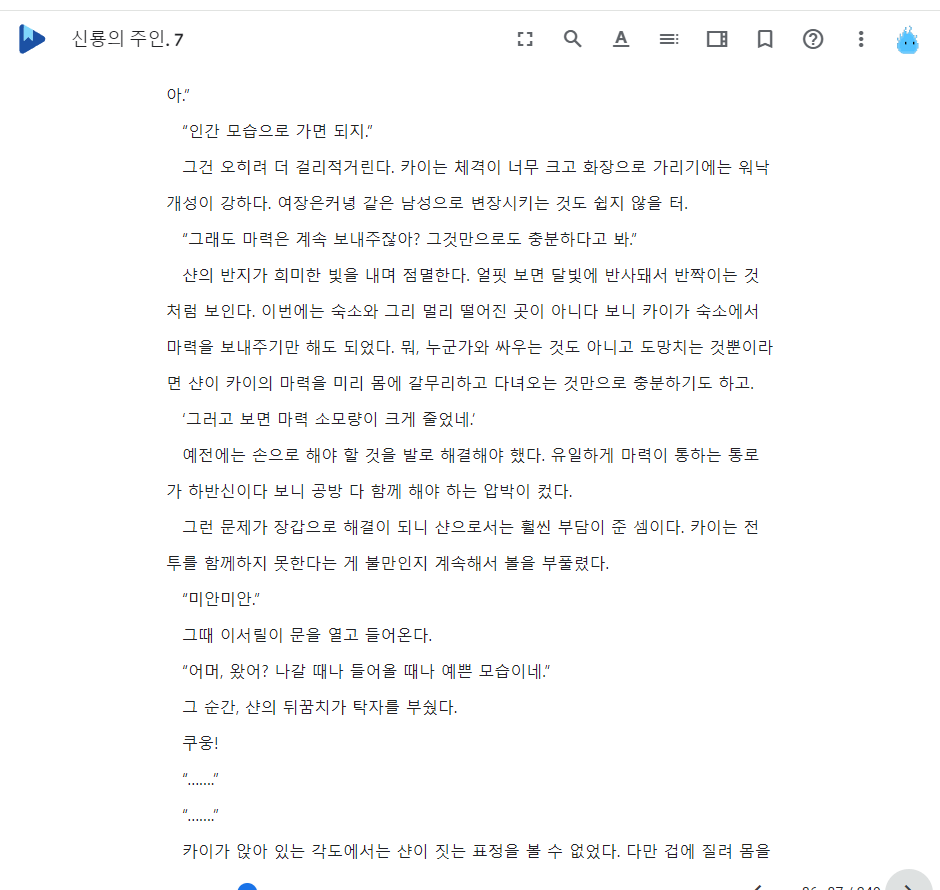 신룡의 주인. 7
아.”
“인간 모습으로 가면 되지.”
그건 오히려 더 걸리적거린다. 카이는 체격이 너무 크고 화장으로 가리기에는 워낙
개성이 강하다. 여장은커녕 같은 남성으로 변장시키는 것도 쉽지 않을 터.
“그래도 마력은 계속 보내주잖아? 그것만으로도 충분하다고 봐.”
샨의 반지가 희미한 빛을 내며 점멸한다. 얼핏 보면 달빛에 반사돼서 반짝이는 것
처럼 보인다. 이번에는 숙소와 그리 멀리 떨어진 곳이 아니다 보니 카이가 숙소에서
마력을 보내주기만 해도 되었다. 뭐, 누군가와 싸우는 것도 아니고 도망치는 것뿐이라
면 샨이 카이의 마력을 미리 몸에 갈무리하고 다녀오는 것만으로 충분하기도 하고.
‘그러고 보면 마력 소모량이 크게 줄었네.’
예전에는 손으로 해야 할 것을 발로 해결해야 했다. 유일하게 마력이 통하는 통로
가 하반신이다 보니 공방 다 함께 해야 하는 압박이 컸다.
그런 문제가 장갑으로 해결이 되니 샨으로서는 훨씬 부담이 준 셈이다. 카이는 전
투를 함께하지 못한다는 게 불만인지 계속해서 볼을 부풀렸다.
“미안미안.”
그때 이서릴이 문을 열고 들어온다.
“어머, 왔어? 나갈 때나 들어올 때나 예쁜 모습이네.”
그 순간, 샨의 뒤꿈치가 탁자를 부쉈다.
쿠웅!
“…….”
“…….”
카이가 앉아 있는 각도에서는 샨이 짓는 표정을 볼 수 없었다. 다만 겁에 질려 몸을